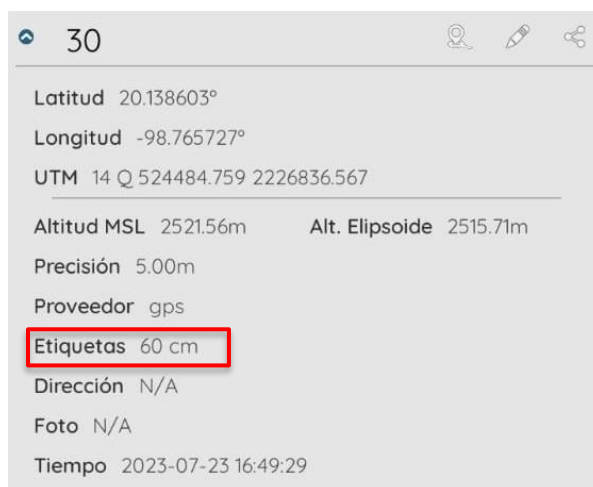 30
Latitud 20.138603°
Longitud -98.765727°
UTM 14 Q 524484.759 2226836.567
Altitud MSL 2521.56m Alt. Elipsoide 2515.71m
Precisión 5.00m
Proveedor gps
Etiquetas 60 cm
Dirección N/A
Foto N/A
Tiempo 2023-07-23 16:49:29